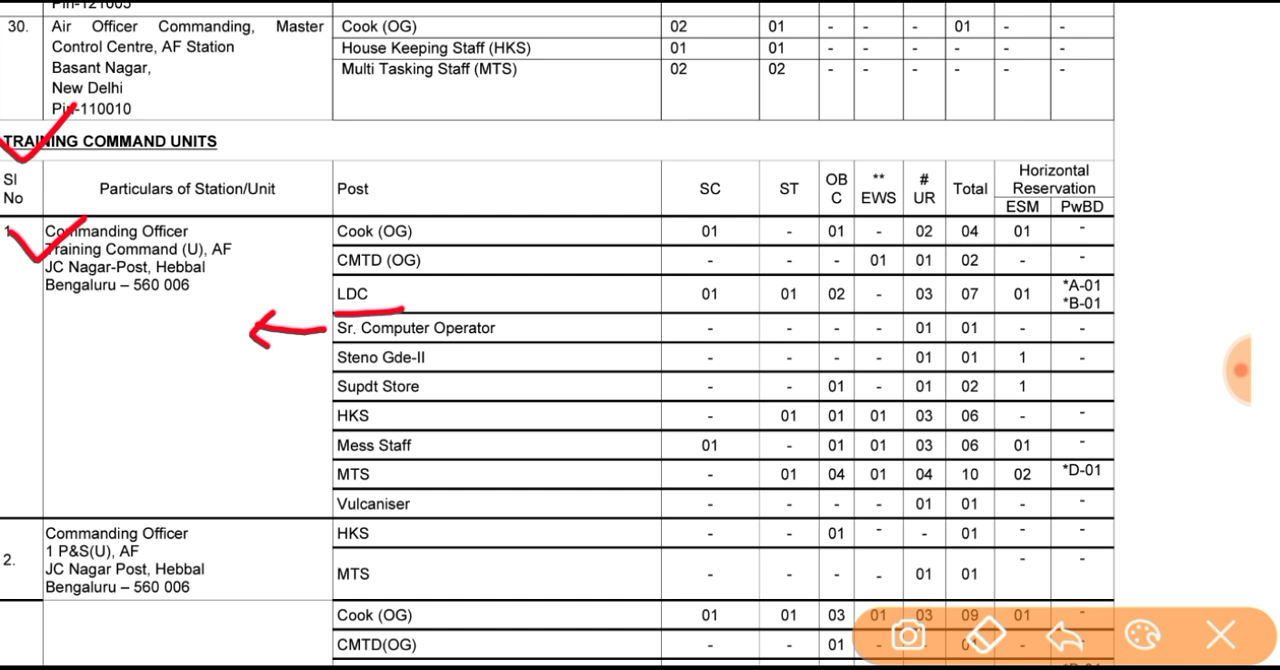 Pin-121005
30. Air Officer Commanding, Master Cook (OG) 02 01 - - - 01 - -
Control Centre, AF Station House Keeping Staff (HKS) 01 01 - - - - - -
Basant Nagar, Multi Tasking Staff (MTS) 02 02 - - - - - -
New Delhi
Pin-110010
TRAINING COMMAND UNITS
Sl No Particulars of Station/Unit Post SC ST OBC ** EWS # UR Total Horizontal Reservation
ESM PwBD
1. Commanding Officer Cook (OG) 01 - 01 - 02 04 01 -
Training Command (U), AF
JC Nagar-Post, Hebbal CMTD (OG) - - - 01 01 02 - -
Bengaluru – 560 006
LDC 01 01 02 - 03 07 01 *A-01 *B-01
Sr. Computer Operator - - - - 01 01 - -
Steno Gde-II - - - - 01 01 1 -
Supdt Store - - 01 - 01 02 1
HKS - 01 01 01 03 06 - -
Mess Staff 01 - 01 01 03 06 01 -
MTS - 01 04 01 04 10 02 *D-01
Vulcaniser - - - - 01 01 - -
2. Commanding Officer HKS - - 01 - - 01 - -
1 P&S(U), AF
JC Nagar Post, Hebbal MTS - - - - 01 01 - -
Bengaluru – 560 006
Cook (OG) 01 01 03 01 03 09 01 -
CMTD(OG) - - 01 - -